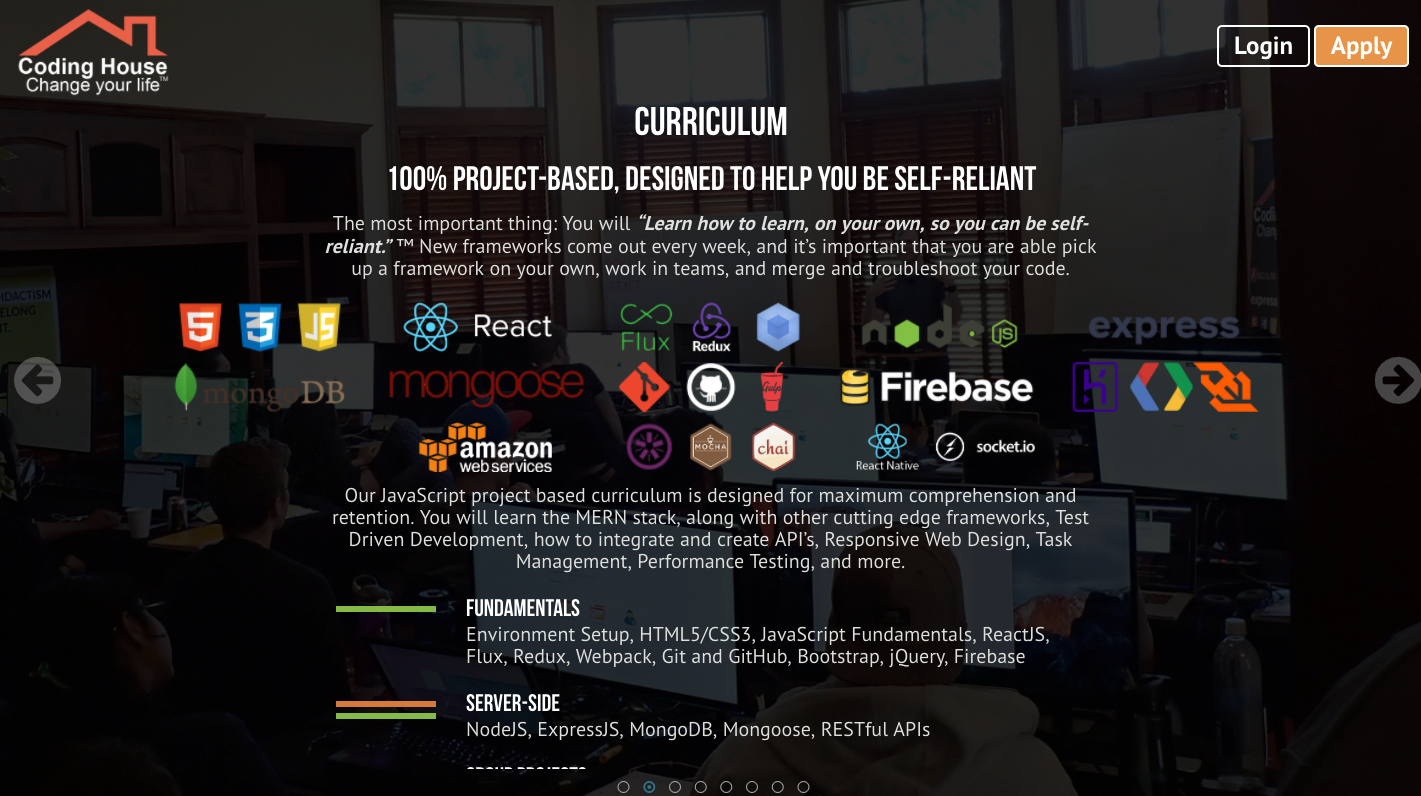 Coding House
Change your life™
Login
Apply
CURRICULUM
100% PROJECT-BASED, DESIGNED TO HELP YOU BE SELF-RELIANT
The most important thing: You will “Learn how to learn, on your own, so you can be self-
reliant.” ™ New frameworks come out every week, and it’s important that you are able pick
up a framework on your own, work in teams, and merge and troubleshoot your code.
5 3 JS React Flux Redux node JS express
mongoDB mongoose Gulp Firebase
amazon
web services
MOCHA chai React Native socket.io
Our JavaScript project based curriculum is designed for maximum comprehension and
retention. You will learn the MERN stack, along with other cutting edge frameworks, Test
Driven Development, how to integrate and create API’s, Responsive Web Design, Task
Management, Performance Testing, and more.
FUNDAMENTALS
Environment Setup, HTML5/CSS3, JavaScript Fundamentals, ReactJS,
Flux, Redux, Webpack, Git and GitHub, Bootstrap, jQuery, Firebase
SERVER-SIDE
NodeJS, ExpressJS, MongoDB, Mongoose, RESTful APIs